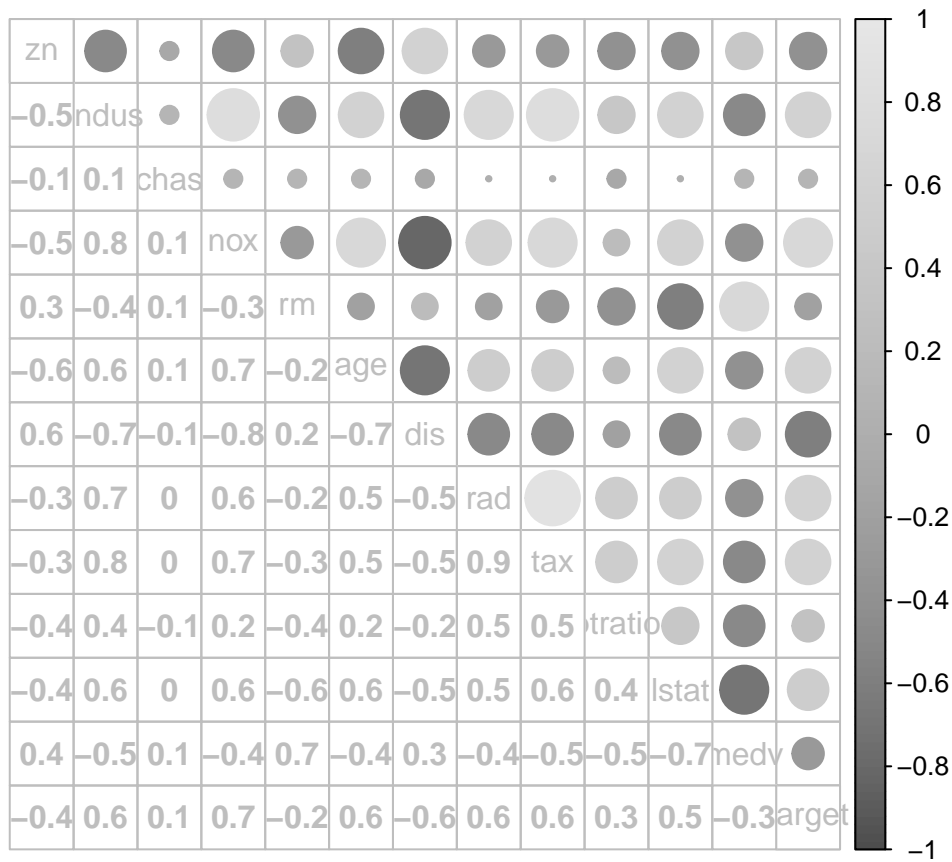 zn
−0.5 ndus
−0.1 0.1 chas
−0.5 0.8 0.1 nox
0.3 −0.4 0.1 −0.3 rm
−0.6 0.6 0.1 0.7 −0.2 age
0.6 −0.7 −0.1 −0.8 0.2 −0.7 dis
−0.3 0.7 0 0.6 −0.2 0.5 −0.5 rad
−0.3 0.8 0 0.7 −0.3 0.5 −0.5 0.9 tax
−0.4 0.4 −0.1 0.2 −0.4 0.2 −0.2 0.5 0.5 otratio
−0.4 0.6 0 0.6 −0.6 0.6 −0.5 0.5 0.6 0.4 lstat
0.4 −0.5 0.1 −0.4 0.7 −0.4 0.3 −0.4 −0.5 −0.5 −0.7 medv
−0.4 0.6 0.1 0.7 −0.2 0.6 −0.6 0.6 0.6 0.3 0.5 −0.3 arget
1
0.8
0.6
0.4
0.2
0
−0.2
−0.4
−0.6
−0.8
−1